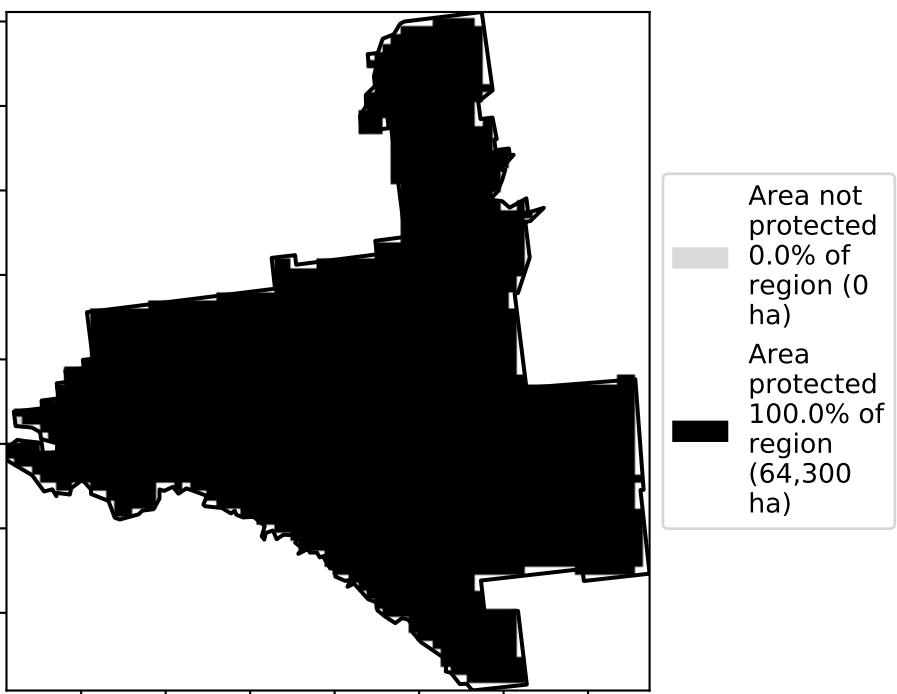 Area not
protected
0.0% of
region (0
ha)
Area
protected
100.0% of
region
(64,300
ha)